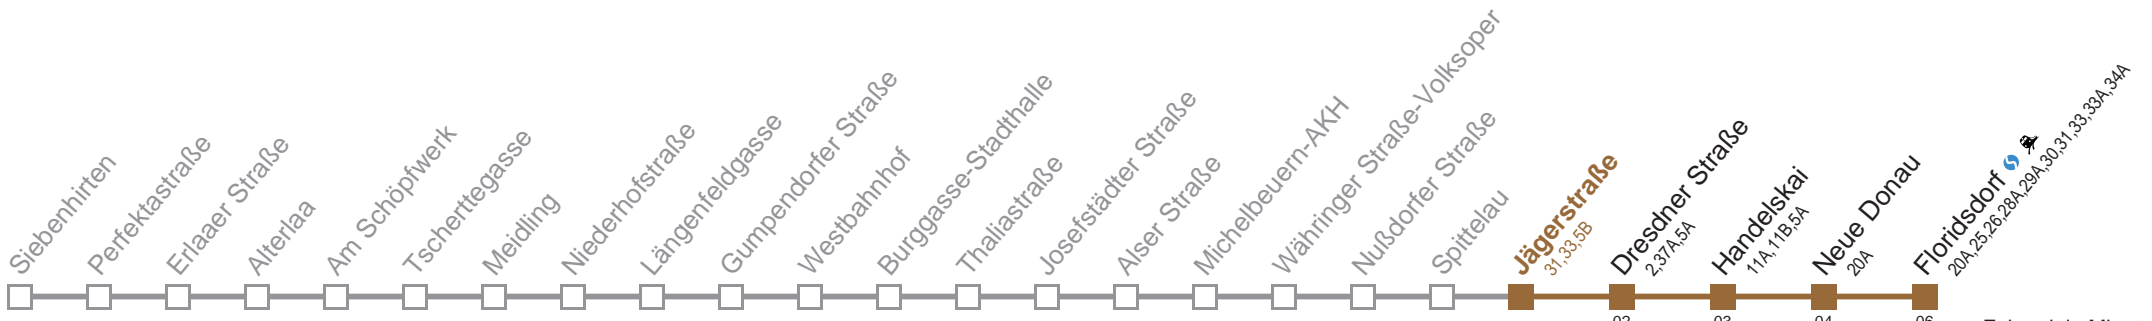 Siebenhirten
Perfektastraße
Erlaaer Straße
Alterlaa
Am Schöpfwerk
Tscherttegasse
Meidling
Niederhofstraße
Längenfeldgasse
Gumpendorfer Straße
Westbahnhof
Burggasse-Stadthalle
Thaliastraße
Josefstädter Straße
Alser Straße
Michelbeuern-AKH
Währinger Straße-Volksoper
Nußdorfer Straße
Spittelau
Jägerstraße
31,33,5B
Dresdner Straße
2,37A,5A
Handelskai
11A,11B,5A
Neue Donau
20A
Floridsdorf
20A,25,26,28A,29A,30,31,33,33A,34A